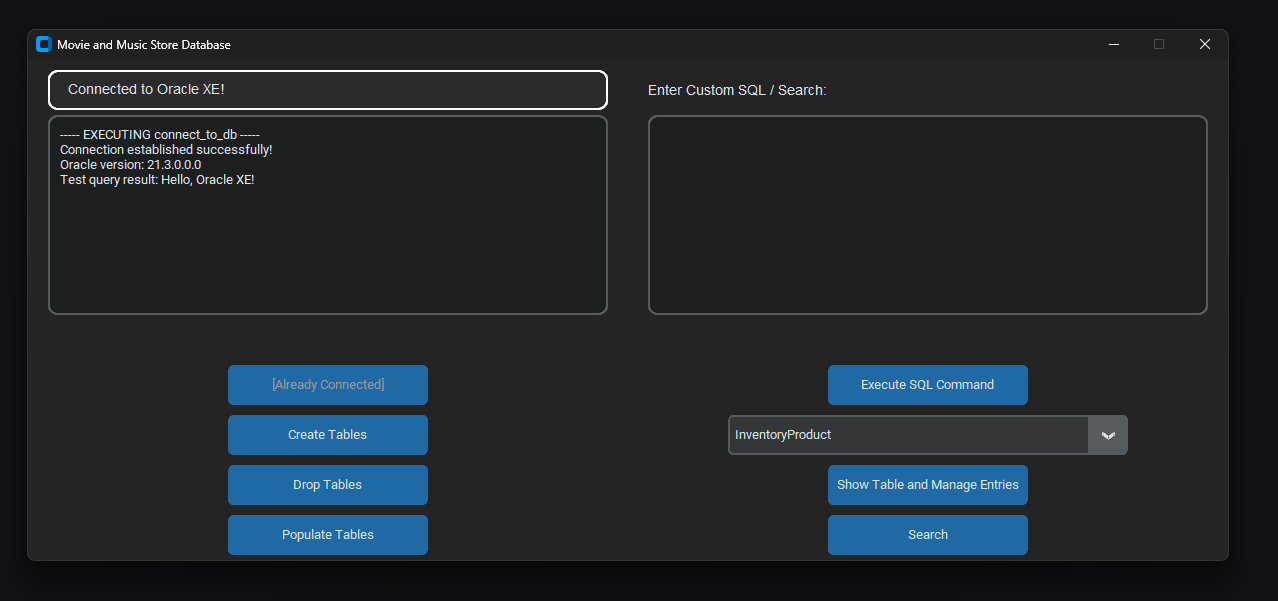 Movie and Music Store Database
Connected to Oracle XE!
----- EXECUTING connect_to_db -----
Connection established successfully!
Oracle version: 21.3.0.0.0
Test query result: Hello, Oracle XE!
[Already Connected]
Create Tables
Drop Tables
Populate Tables
Enter Custom SQL / Search:
Execute SQL Command
InventoryProduct
Show Table and Manage Entries
Search